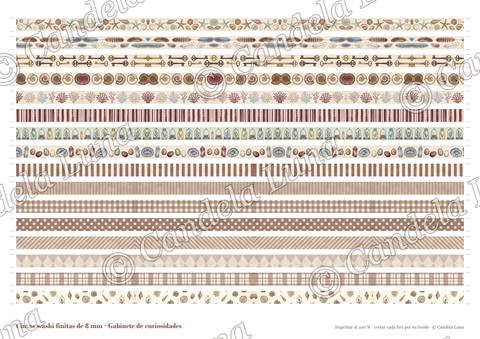 © Candela Luna
© Candela Luna
© Candela Luna
© Candela Luna
Cintas washi finitas de 8 mm · Gabinete de curiosidades
Imprimir al 100 % · cortar cada tira por su borde · © Candela Luna